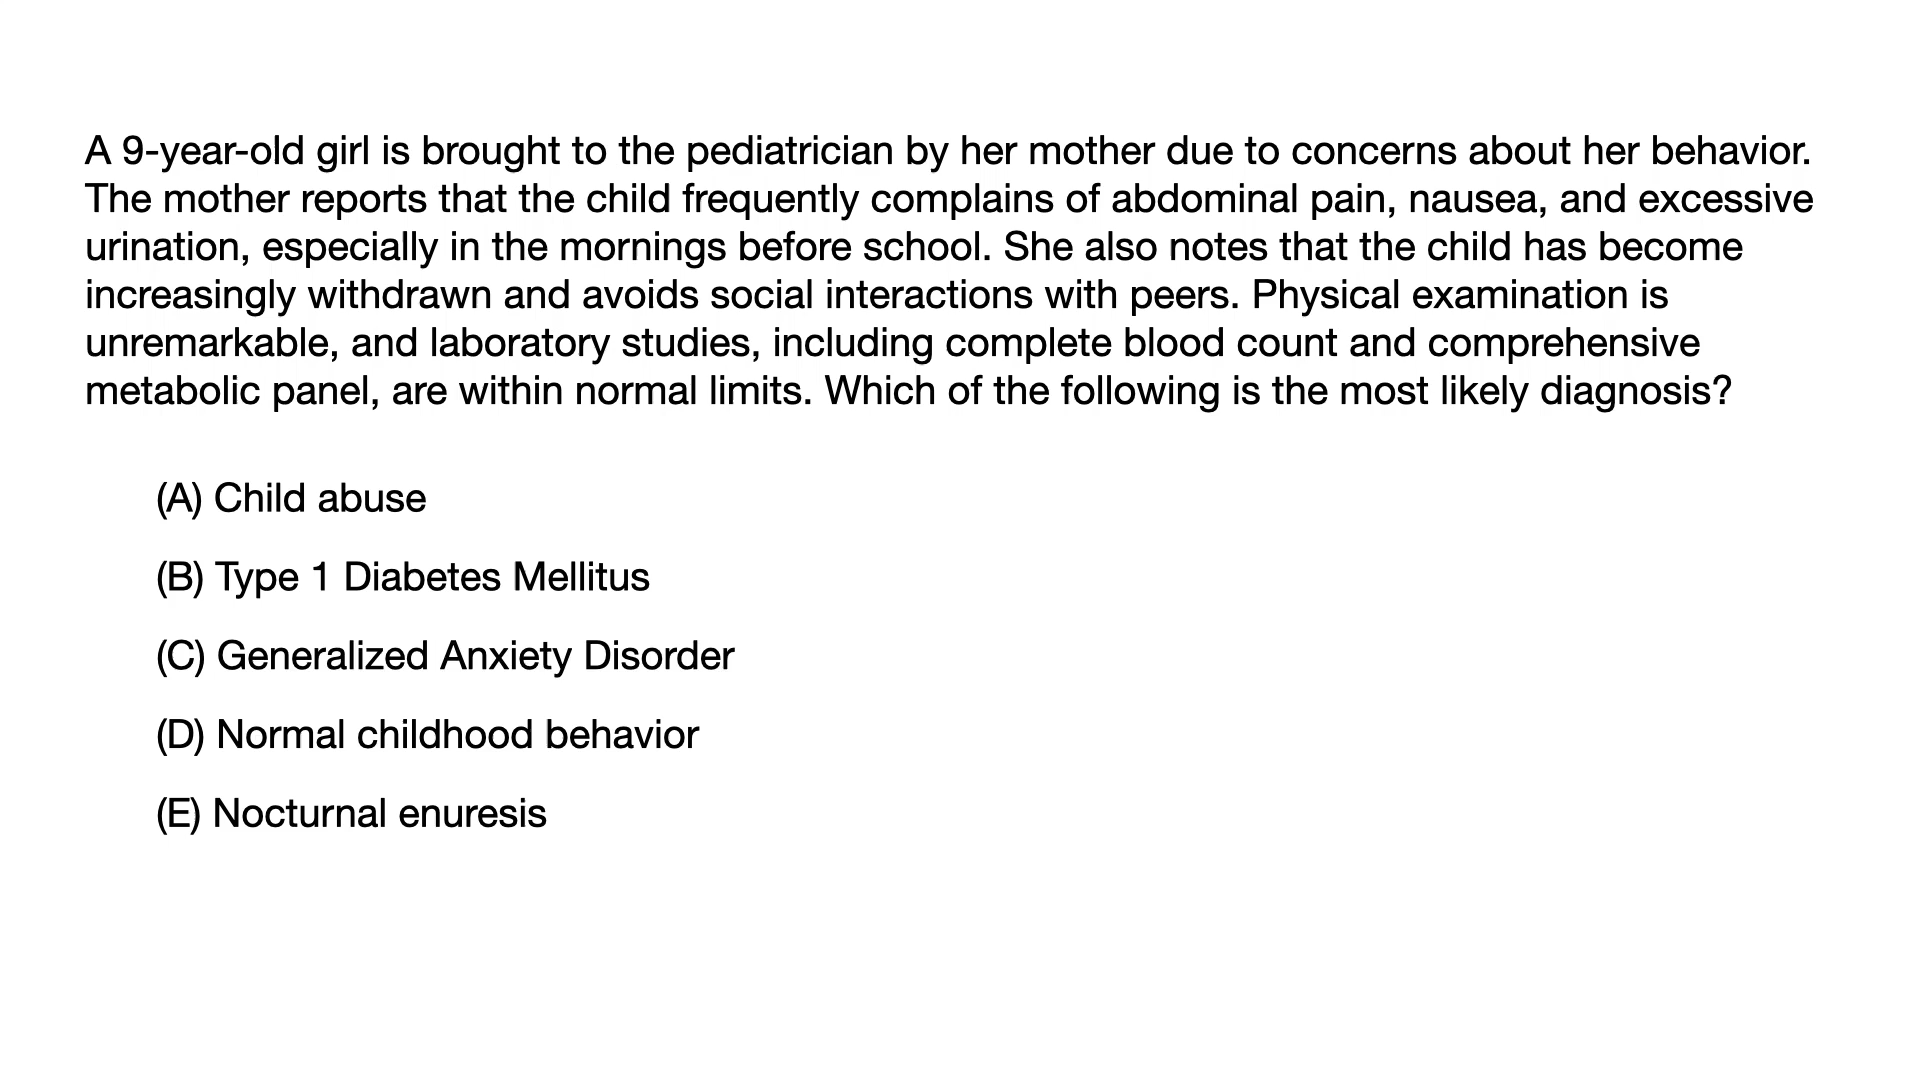 A 9-year-old girl is brought to the pediatrician by her mother due to concerns about her behavior.
The mother reports that the child frequently complains of abdominal pain, nausea, and excessive
urination, especially in the mornings before school. She also notes that the child has become
increasingly withdrawn and avoids social interactions with peers. Physical examination is
unremarkable, and laboratory studies, including complete blood count and comprehensive
metabolic panel, are within normal limits. Which of the following is the most likely diagnosis?
(A) Child abuse
(B) Type 1 Diabetes Mellitus
(C) Generalized Anxiety Disorder
(D) Normal childhood behavior
(E) Nocturnal enuresis